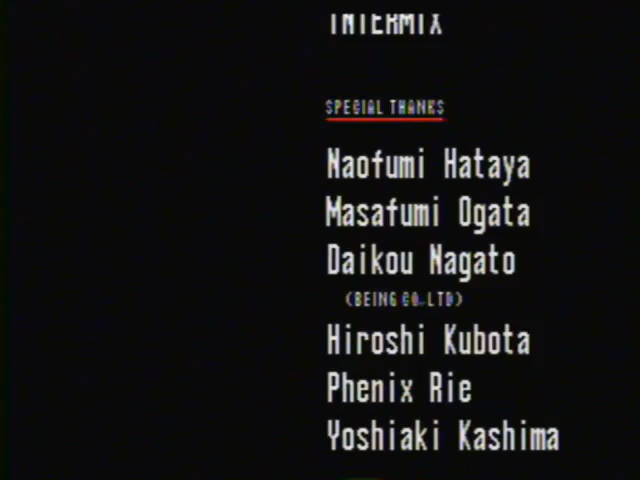 INTERMIX
SPECIAL THANKS
Naofumi Hataya
Masafumi Ogata
Daikou Nagato
(BEING CO.LTD)
Hiroshi Kubota
Phenix Rie
Yoshiaki Kashima